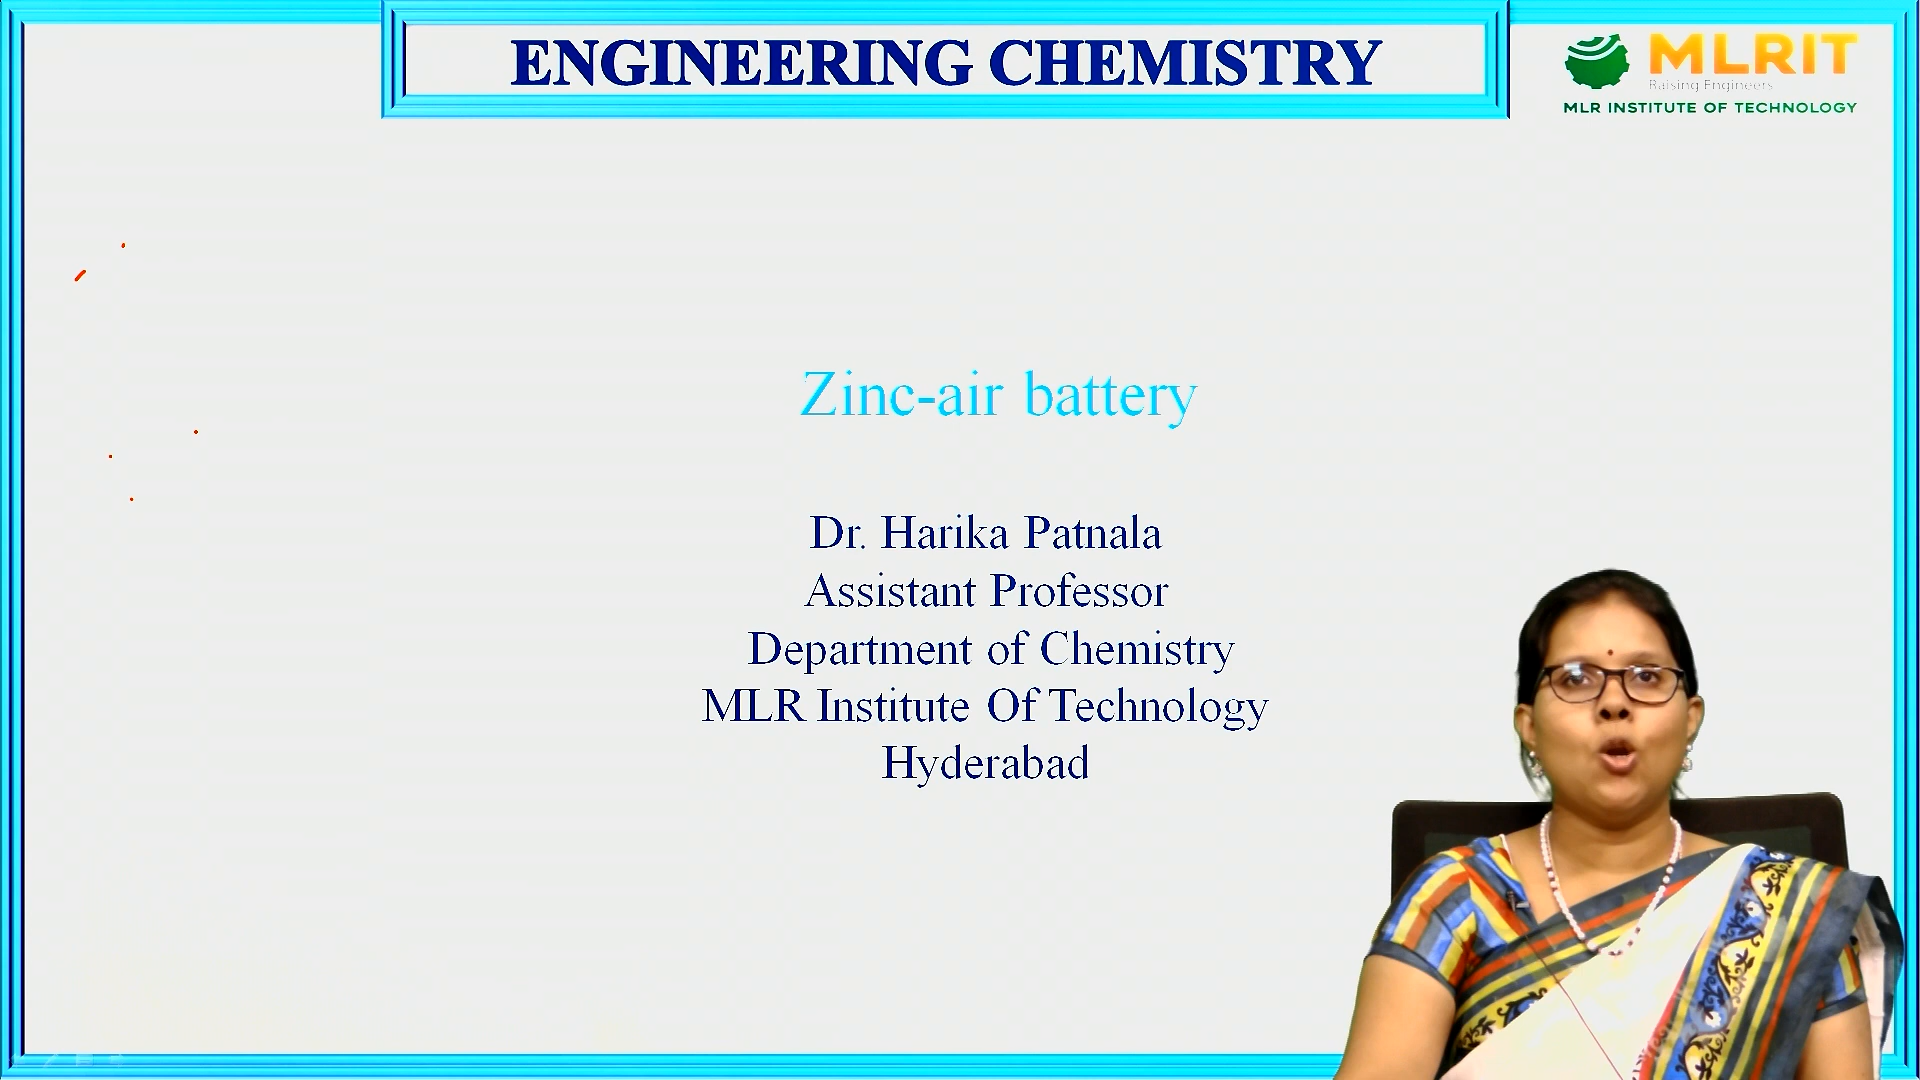 ENGINEERING CHEMISTRY
MLRIT
Raising Engineers
MLR INSTITUTE OF TECHNOLOGY
Zinc-air battery
Dr. Harika Patnala
Assistant Professor
Department of Chemistry
MLR Institute Of Technology
Hyderabad